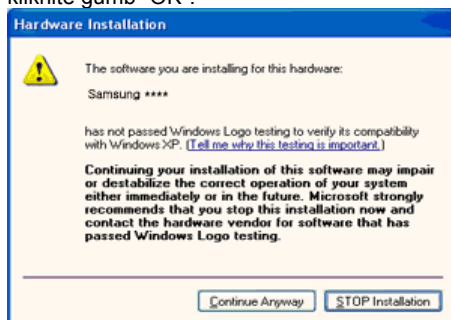 kliknite gumb "OK".
Hardware Installation
The software you are installing for this hardware:
Samsung ****
has not passed Windows Logo testing to verify its compatibility
with Windows XP. (Tell me why this testing is important.)
Continuing your installation of this software may impair
or destabilize the correct operation of your system
either immediately or in the future. Microsoft strongly
recommends that you stop this installation now and
contact the hardware vendor for software that has
passed Windows Logo testing.
Continue Anyway
STOP Installation